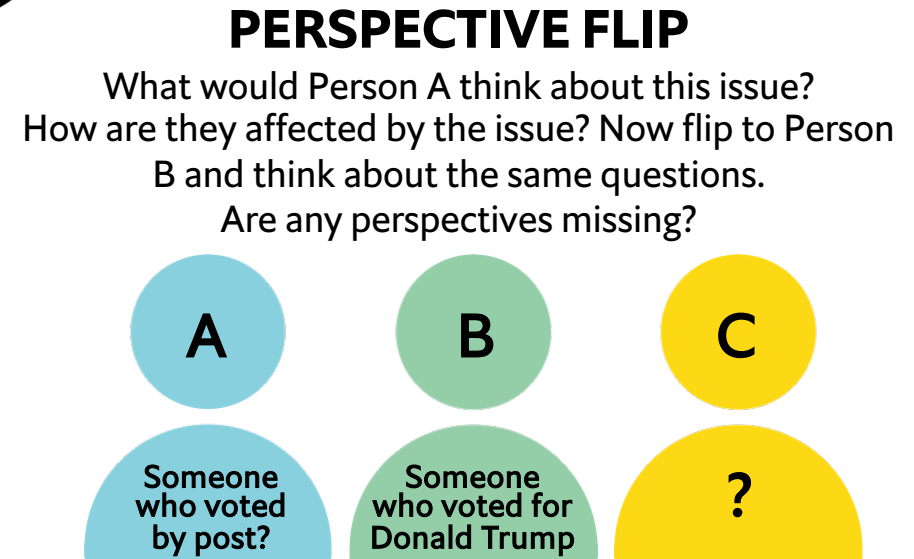 PERSPECTIVE FLIP
What would Person A think about this issue?
How are they affected by the issue? Now flip to Person
B and think about the same questions.
Are any perspectives missing?
A
B
C
Someone
who voted
by post?
Someone
who voted for
Donald Trump
?